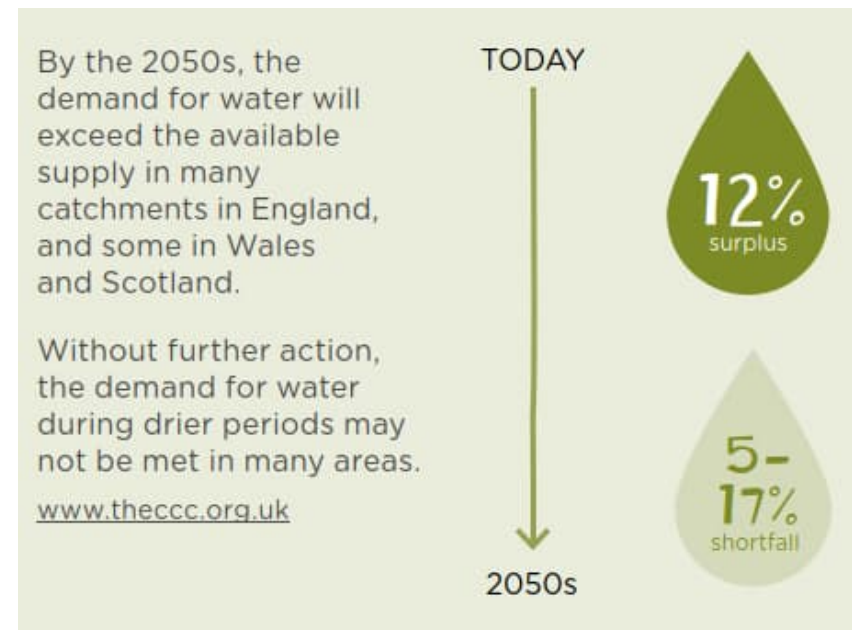 By the 2050s, the
demand for water will
exceed the available
supply in many
catchments in England,
and some in Wales
and Scotland.
Without further action,
the demand for water
during drier periods may
not be met in many areas.
www.theccc.org.uk
TODAY
2050s
12%
surplus
5-
17%
shortfall